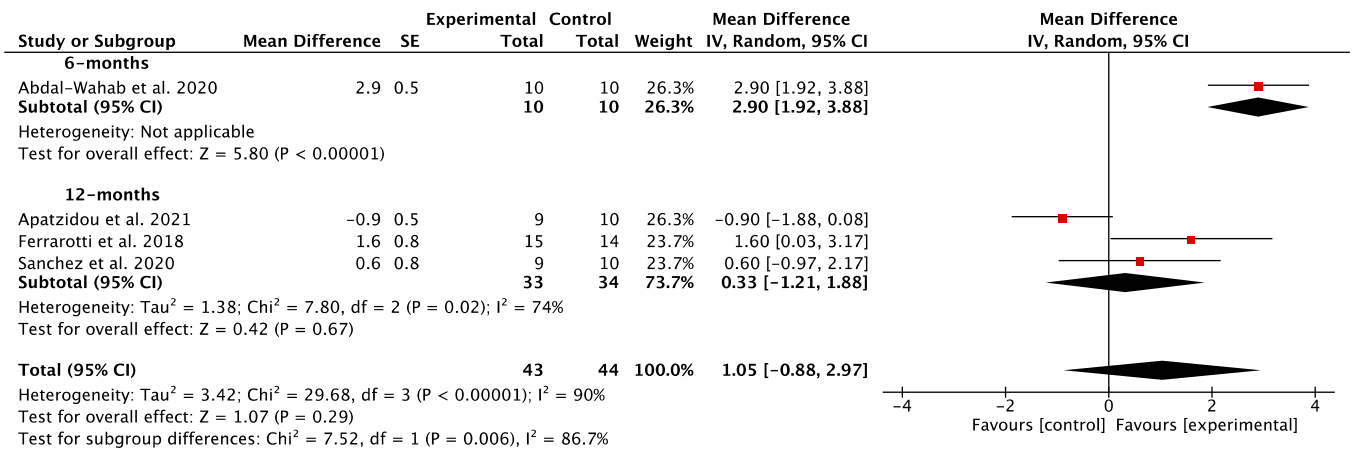 Experimental Control Mean Difference Mean Difference
Study or Subgroup Mean Difference SE Total Total Weight IV, Random, 95% CI IV, Random, 95% CI
6-months
Abdal-Wahab et al. 2020 2.9 0.5 10 10 26.3% 2.90 [1.92, 3.88]
Subtotal (95% CI) 10 10 26.3% 2.90 [1.92, 3.88]
Heterogeneity: Not applicable
Test for overall effect: Z = 5.80 (P < 0.00001)
12-months
Apatzidou et al. 2021 −0.9 0.5 9 10 26.3% -0.90 [-1.88, 0.08]
Ferrarotti et al. 2018 1.6 0.8 15 14 23.7% 1.60 [0.03, 3.17]
Sanchez et al. 2020 0.6 0.8 9 10 23.7% 0.60 [-0.97, 2.17]
Subtotal (95% CI) 33 34 73.7% 0.33 [-1.21, 1.88]
Heterogeneity: Tau² = 1.38; Chi² = 7.80, df = 2 (P = 0.02); I² = 74%
Test for overall effect: Z = 0.42 (P = 0.67)
Total (95% CI) 43 44 100.0% 1.05 [-0.88, 2.97]
Heterogeneity: Tau² = 3.42; Chi² = 29.68, df = 3 (P < 0.00001); I² = 90%
Test for overall effect: Z = 1.07 (P = 0.29)
Test for subgroup differences: Chi² = 7.52, df = 1 (P = 0.006), I² = 86.7%
−4 −2 0 2 4
Favours [control] Favours [experimental]